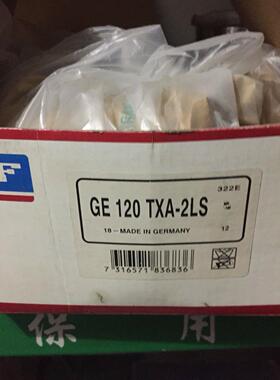 F
322E
GE 120 TXA-2LS
18 - MADE IN GERMANY
12
7 316571 836836
保 用